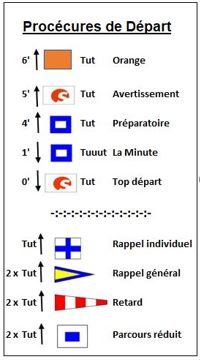 Procécures de Départ
6' Tut Orange
5' Tut Avertissement
4' Tut Préparatoire
1' Tuuut La Minute
0' Tut Top départ
-:-:-:-:-:-:-:-:-:-:-:-:-:-
Tut Rappel individuel
2 x Tut Rappel général
2 x Tut Retard
2 x Tut Parcours réduit